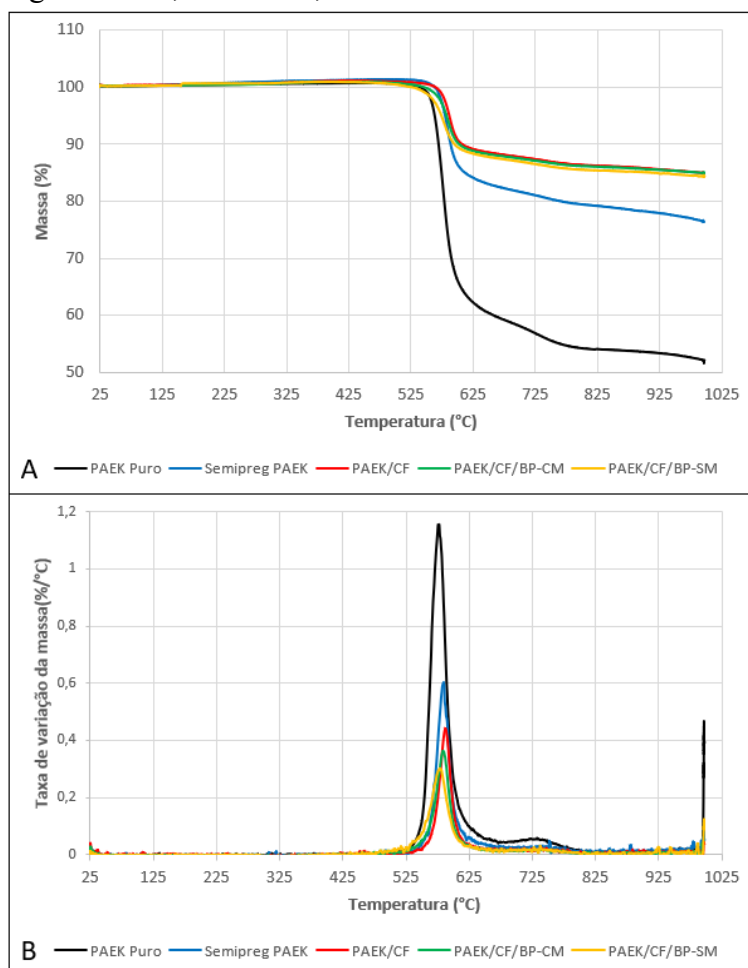 110
100
90
80
70
60
50
Massa (%)
25 125 225 325 425 525 625 725 825 925 1025
Temperatura (°C)
A PAEK Puro Semipreg PAEK PAEK/CF PAEK/CF/BP-CM PAEK/CF/BP-SM
1,2
1
0,8
0,6
0,4
0,2
0
Taxa de variação da massa(%/°C)
25 125 225 325 425 525 625 725 825 925 1025
Temperatura (°C)
B PAEK Puro Semipreg PAEK PAEK/CF PAEK/CF/BP-CM PAEK/CF/BP-SM